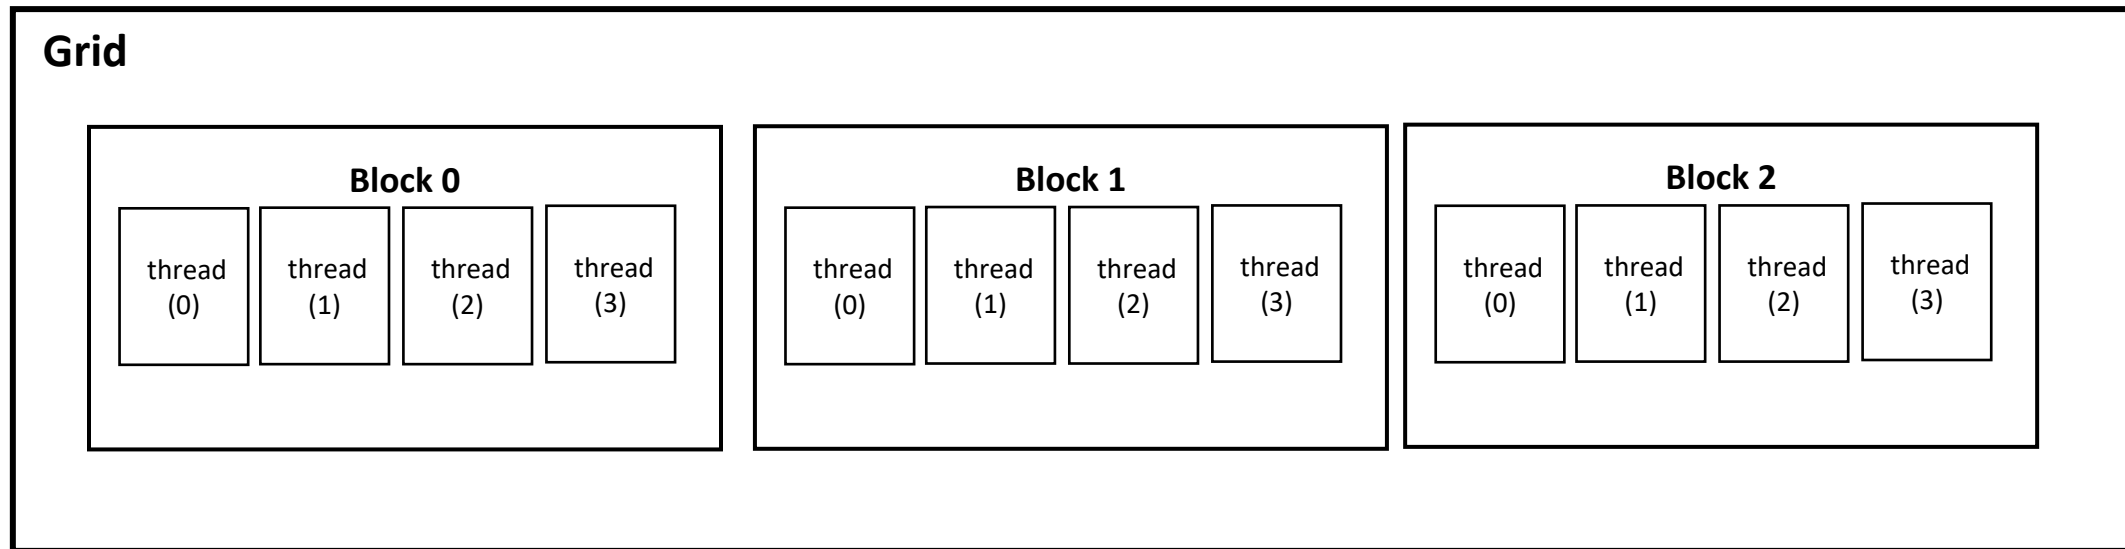 Grid
Block 0
thread
(0)
thread
(1)
thread
(2)
thread
(3)
Block 1
thread
(0)
thread
(1)
thread
(2)
thread
(3)
Block 2
thread
(0)
thread
(1)
thread
(2)
thread
(3)